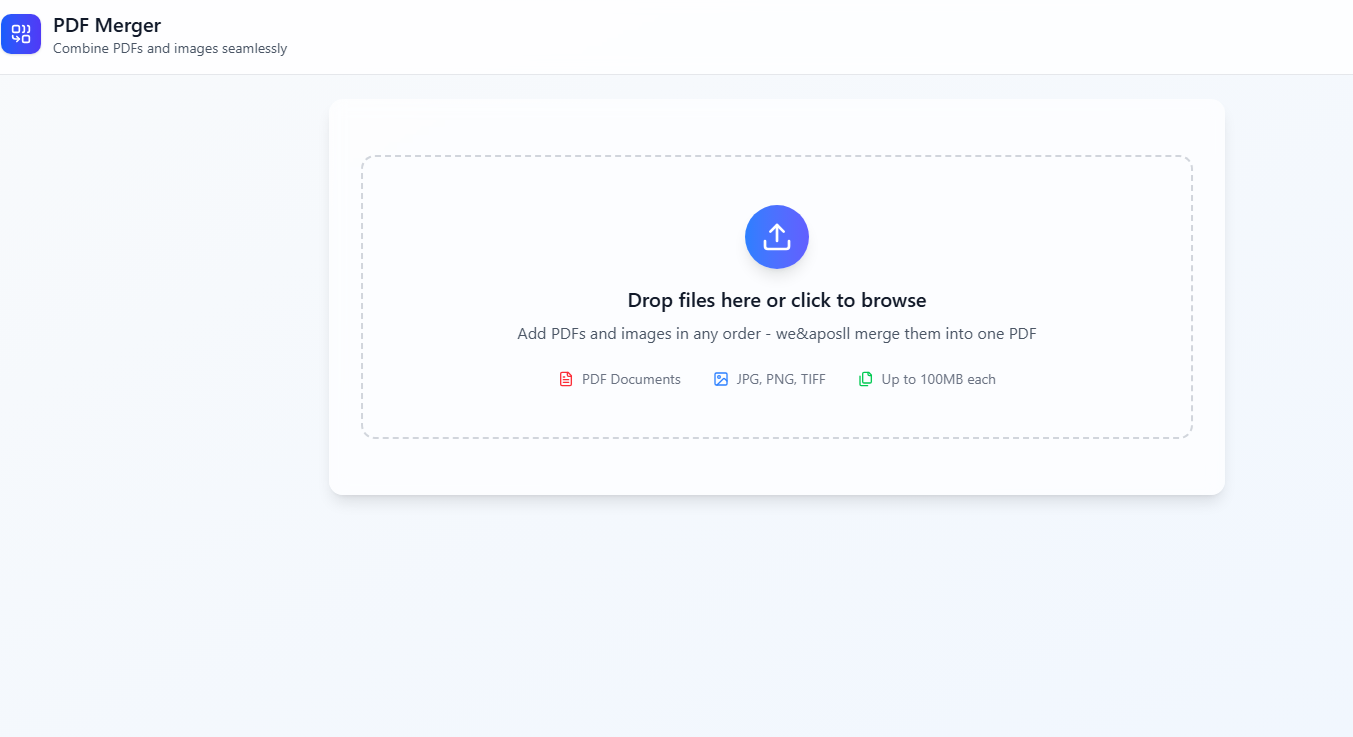 PDF Merger
Combine PDFs and images seamlessly
Drop files here or click to browse
Add PDFs and images in any order - we&aposll merge them into one PDF
PDF Documents
JPG, PNG, TIFF
Up to 100MB each